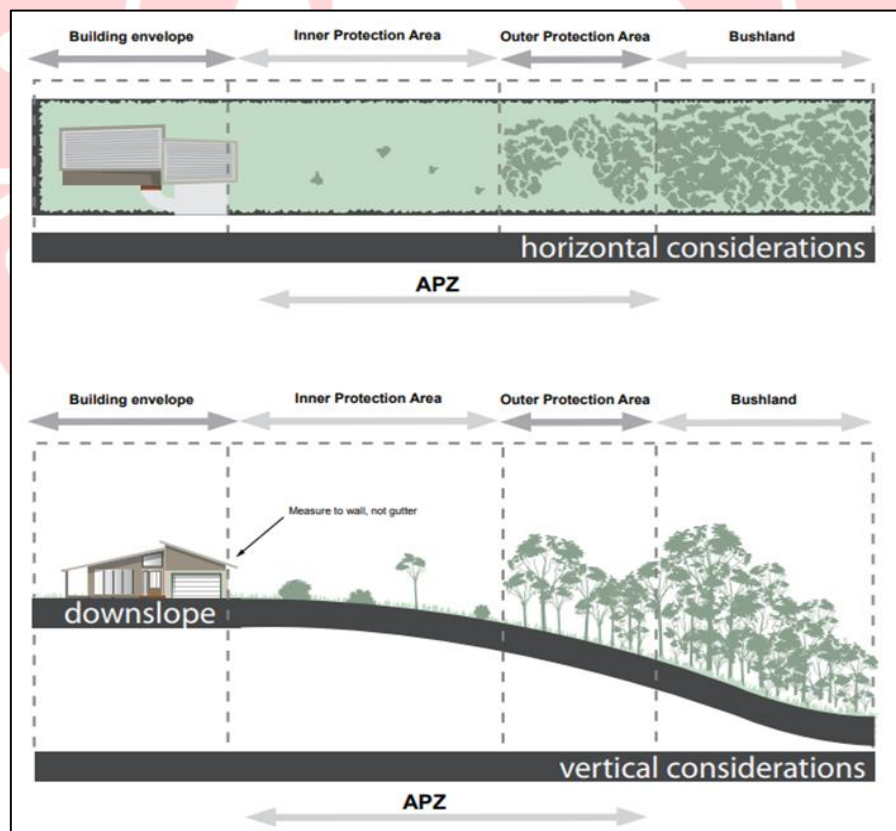 Building envelope Inner Protection Area Outer Protection Area Bushland
horizontal considerations
APZ
Building envelope Inner Protection Area Outer Protection Area Bushland
Measure to wall, not gutter
downslope
vertical considerations
APZ